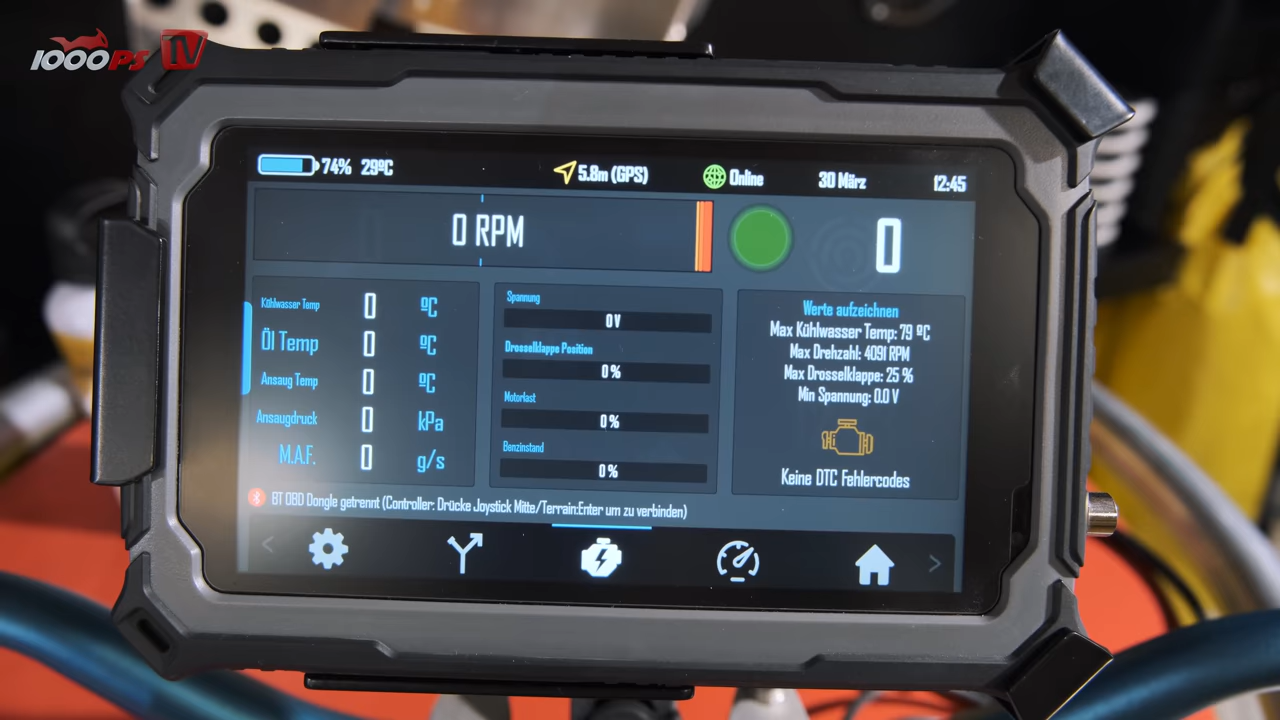 1000PS TV
74% 29ºC 5.8m (GPS) Online 30 März 12:45
0 RPM
0
Kühlwasser Temp 0 ºC
Öl Temp 0 ºC
Ansaug Temp 0 ºC
Ansaugdruck 0 kPa
M.A.F. 0 g/s
Spannung
0 V
Drosselklappe Position
0 %
Motorlast
0 %
Benzinstand
0 %
Werte aufzeichnen
Max Kühlwasser Temp: 79 ºC
Max Drehzahl: 4091 RPM
Max Drosselklappe: 25 %
Min Spannung: 0.0 V
Keine DTC Fehlercodes
BT OBD Dongle getrennt (Controller: Drücke Joystick Mitte/Terrain:Enter um zu verbinden)